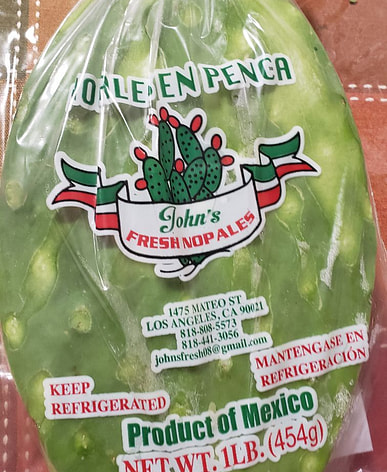 NOPALES EN PENCA
John's
FRESH NOPALES
1475 MATEO ST
LOS ANGELES, CA 90021
818-808-5573
818-441-3056
johnsfresh08@gmail.com
MANTENGASE EN
REFRIGERACIÓN
KEEP
REFRIGERATED
Product of Mexico
NET WT. 1LB. (454g)